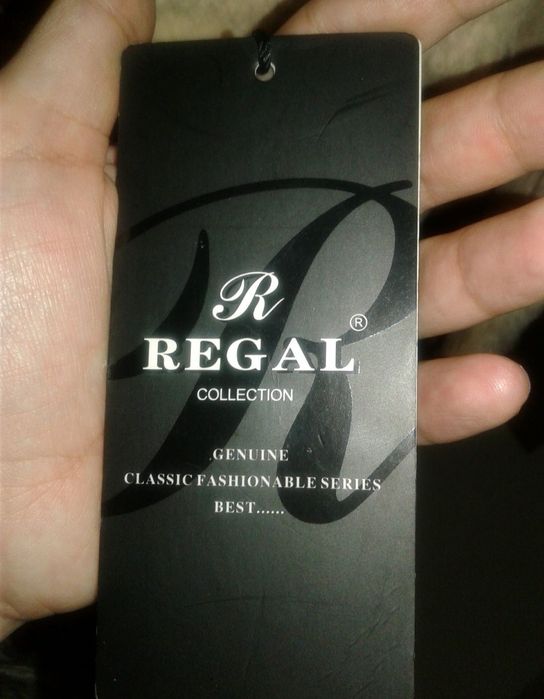 R
REGAL®
COLLECTION
GENUINE
CLASSIC FASHIONABLE SERIES
BEST......